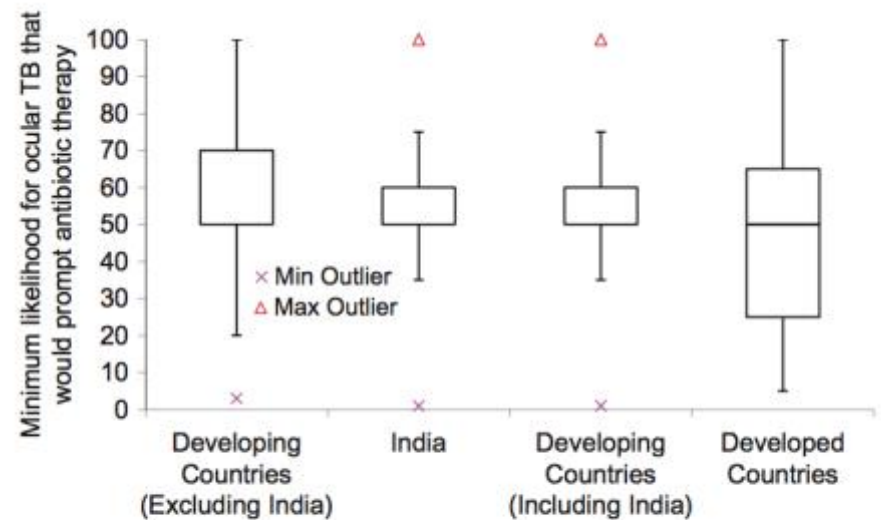 Minimum likelihood for ocular TB that
would prompt antibiotic therapy
100
90
80
70
60
50
40
30
20
10
0
× Min Outlier
△ Max Outlier
Developing
Countries
(Excluding India)
India
Developing
Countries
(Including India)
Developed
Countries